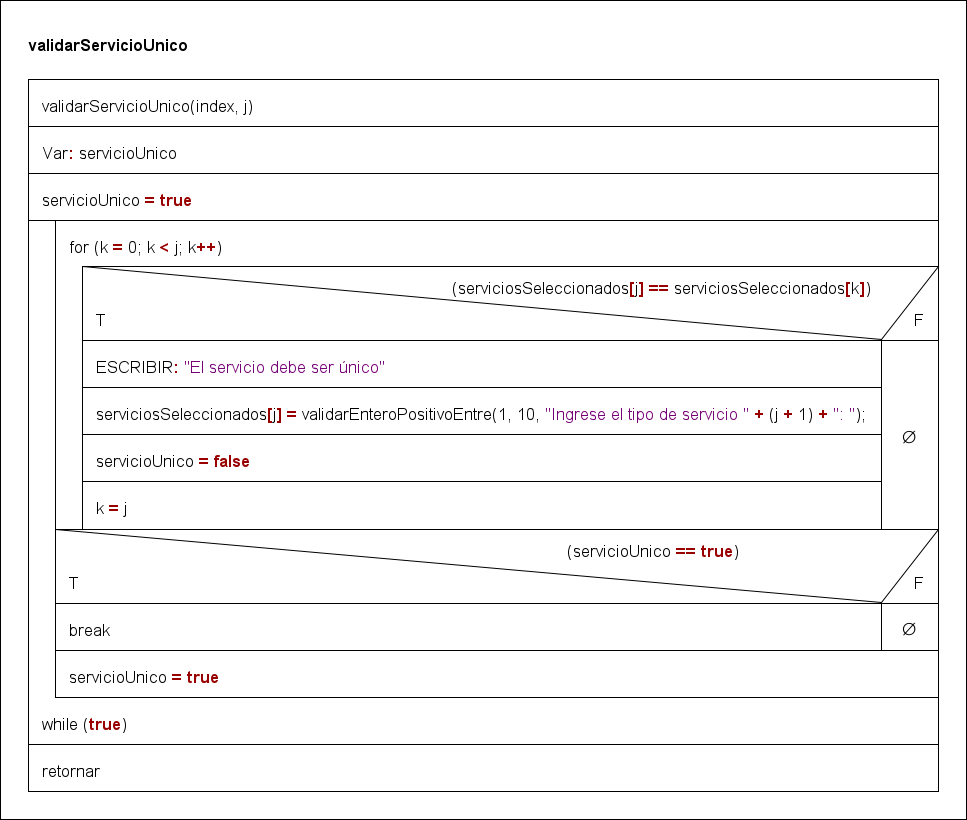 validarServicioUnico
validarServicioUnico(index, j)
Var: servicioUnico
servicioUnico = true
for (k = 0; k < j; k++)
(serviciosSeleccionados[j] == serviciosSeleccionados[k])
T
F
ESCRIBIR: "El servicio debe ser único"
serviciosSeleccionados[j] = validarEnteroPositivoEntre(1, 10, "Ingrese el tipo de servicio " + (j + 1) + ": ");
∅
servicioUnico = false
k = j
(servicioUnico == true)
T
F
break
∅
servicioUnico = true
while (true)
retornar